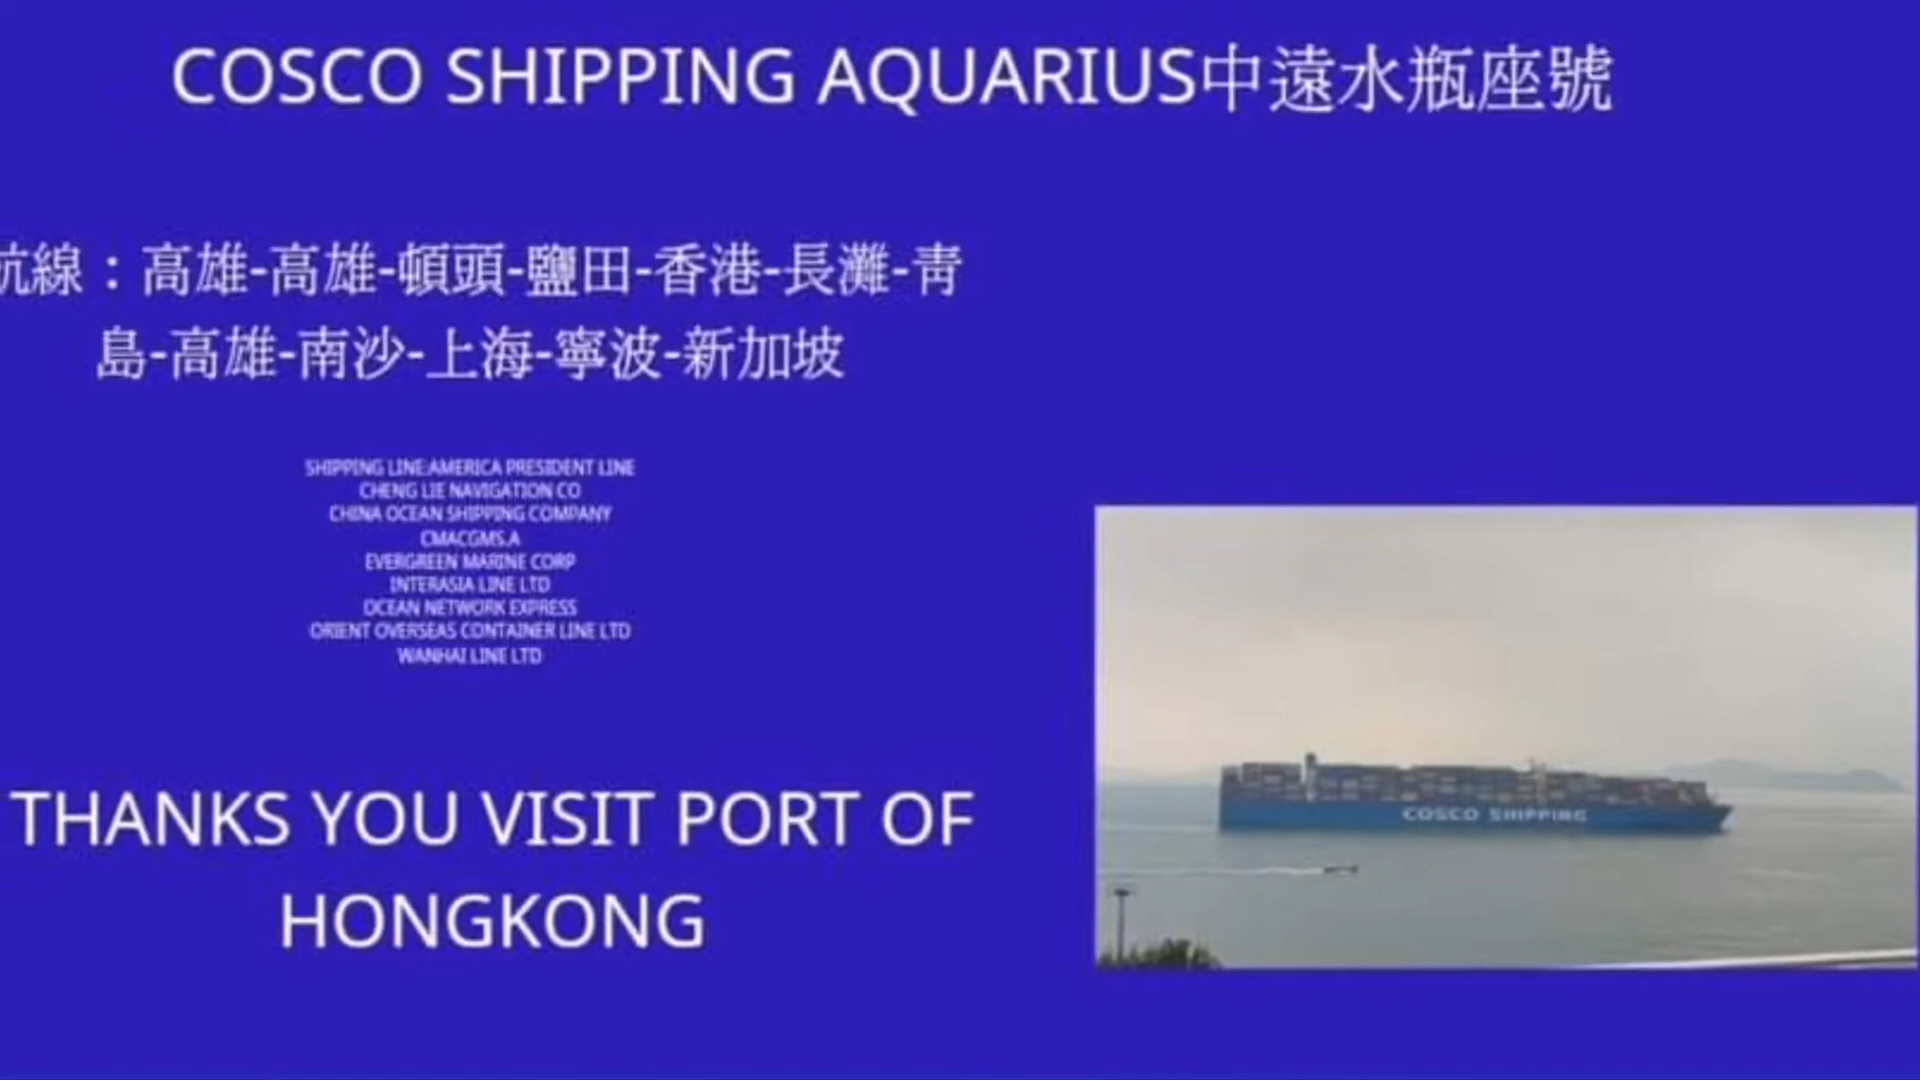 COSCO SHIPPING AQUARIUS中遠水瓶座號
航線：高雄-高雄-頓頭-鹽田-香港-長灘-青
島-高雄-南沙-上海-寧波-新加坡
SHIPPING LINE:AMERICA PRESIDENT LINE
CHENG LIE NAVIGATION CO
CHINA OCEAN SHIPPING COMPANY
CMACGMS.A
EVERGREEN MARINE CORP
INTERASIA LINE LTD
OCEAN NETWORK EXPRESS
ORIENT OVERSEAS CONTAINER LINE LTD
WANHAI LINE LTD
COSCO SHIPPING
THANKS YOU VISIT PORT OF
HONGKONG